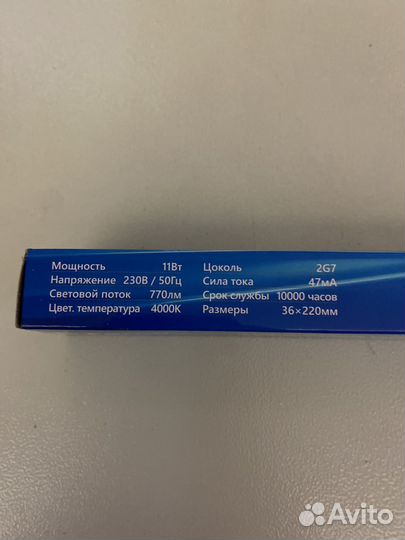 Мощность 11Вт
Напряжение 230В / 50Гц
Световой поток 770лм
Цвет. температура 4000К
Цоколь 2G7
Сила тока 47мА
Срок службы 10000 часов
Размеры 36×220мм
Avito